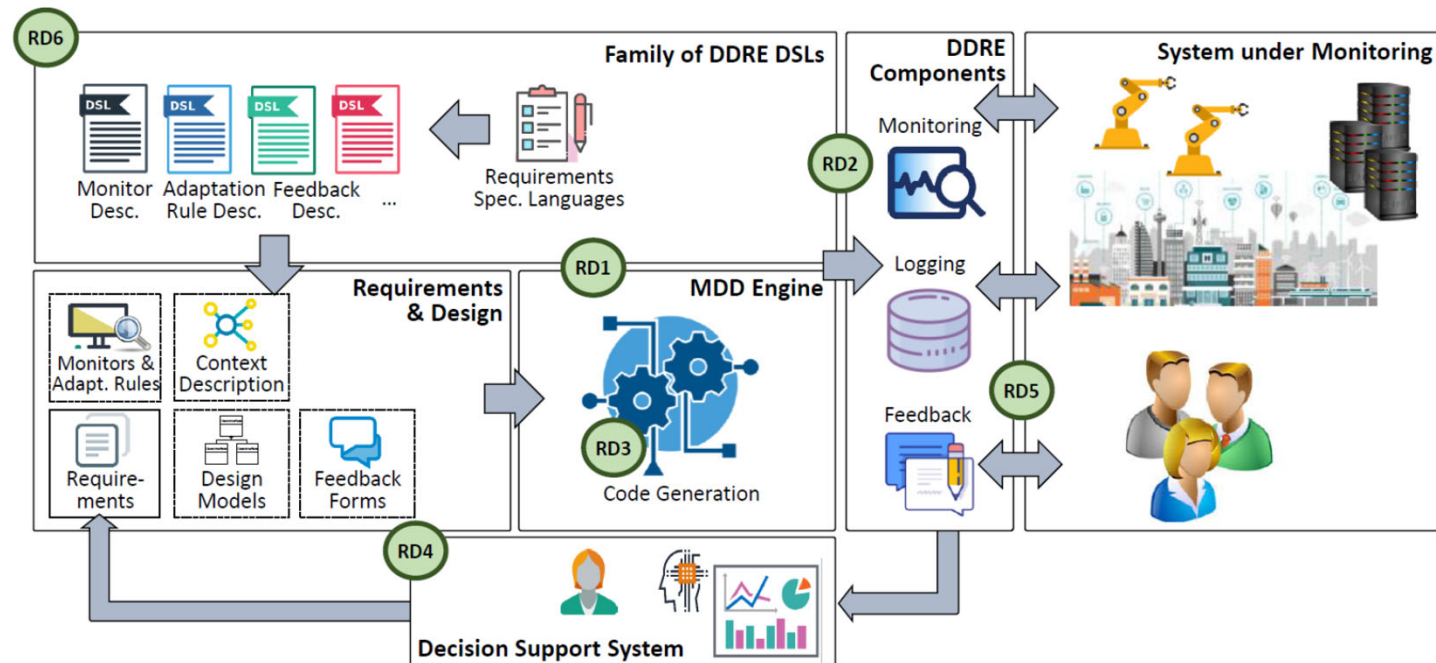 RD6
Family of DDRE DSLs
DSL
DSL
DSL
DSL
Monitor
Desc.
Adaptation
Rule Desc.
Feedback
Desc.
...
Requirements
Spec. Languages
DDRE
Components
RD2
Monitoring
Logging
Feedback
System under Monitoring
RD5
Requirements
& Design
Monitors &
Adapt. Rules
Context
Description
Require-
ments
Design
Models
Feedback
Forms
RD1
MDD Engine
RD3
Code Generation
RD4
Decision Support System